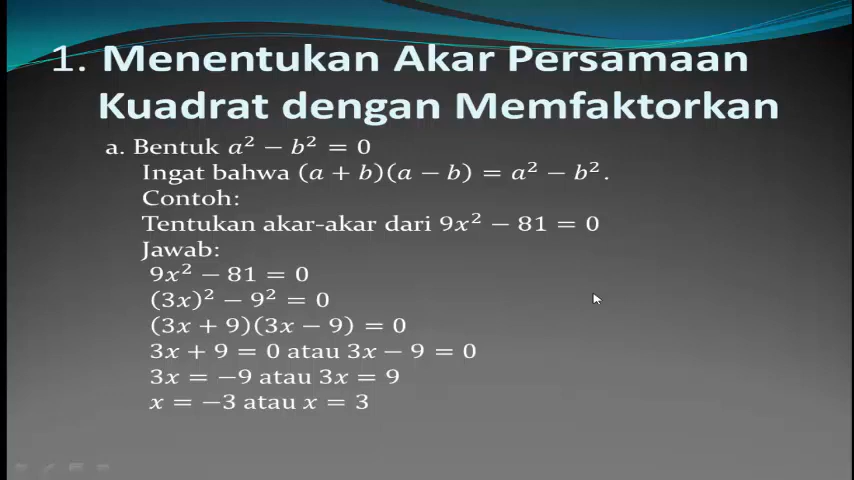 1. Menentukan Akar Persamaan
Kuadrat dengan Memfaktorkan
a. Bentuk a² − b² = 0
Ingat bahwa (a + b)(a − b) = a² − b².
Contoh:
Tentukan akar-akar dari 9x² − 81 = 0
Jawab:
9x² − 81 = 0
(3x)² − 9² = 0
(3x + 9)(3x − 9) = 0
3x + 9 = 0 atau 3x − 9 = 0
3x = −9 atau 3x = 9
x = −3 atau x = 3